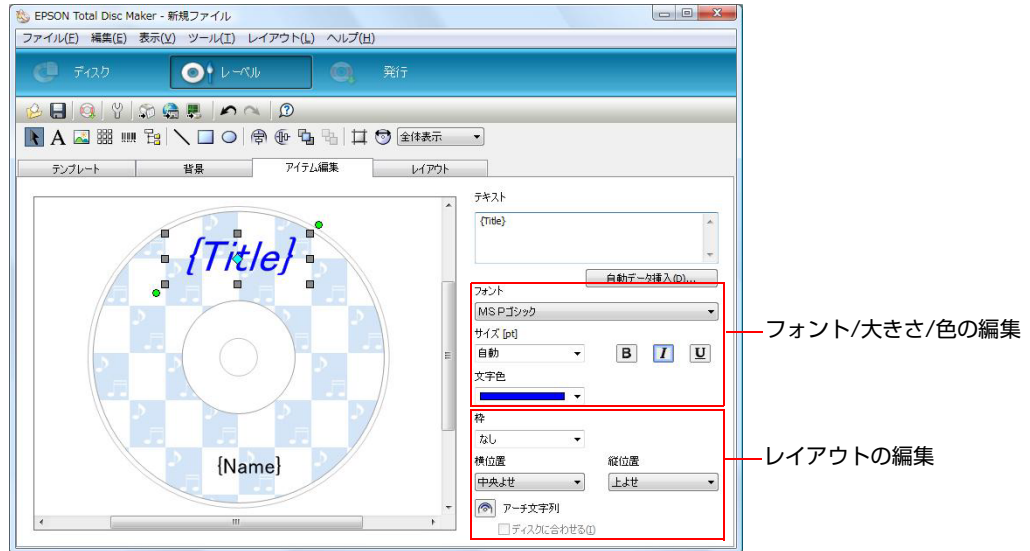 EPSON Total Disc Maker - 新規ファイル
ファイル(F) 編集(E) 表示(V) ツール(T) レイアウト(L) ヘルプ(H)
ディスク レーベル 発行
全体表示
テンプレート 背景 アイテム編集 レイアウト
テキスト
{Title}
{Title}
自動データ挿入(D)...
フォント
MS Pゴシック
フォント/大きさ/色の編集
サイズ [pt]
自動 B I U
文字色
枠
なし
レイアウトの編集
横位置 縦位置
中央よせ 上よせ
{Name}
アーチ文字列
ディスクに合わせる(I)